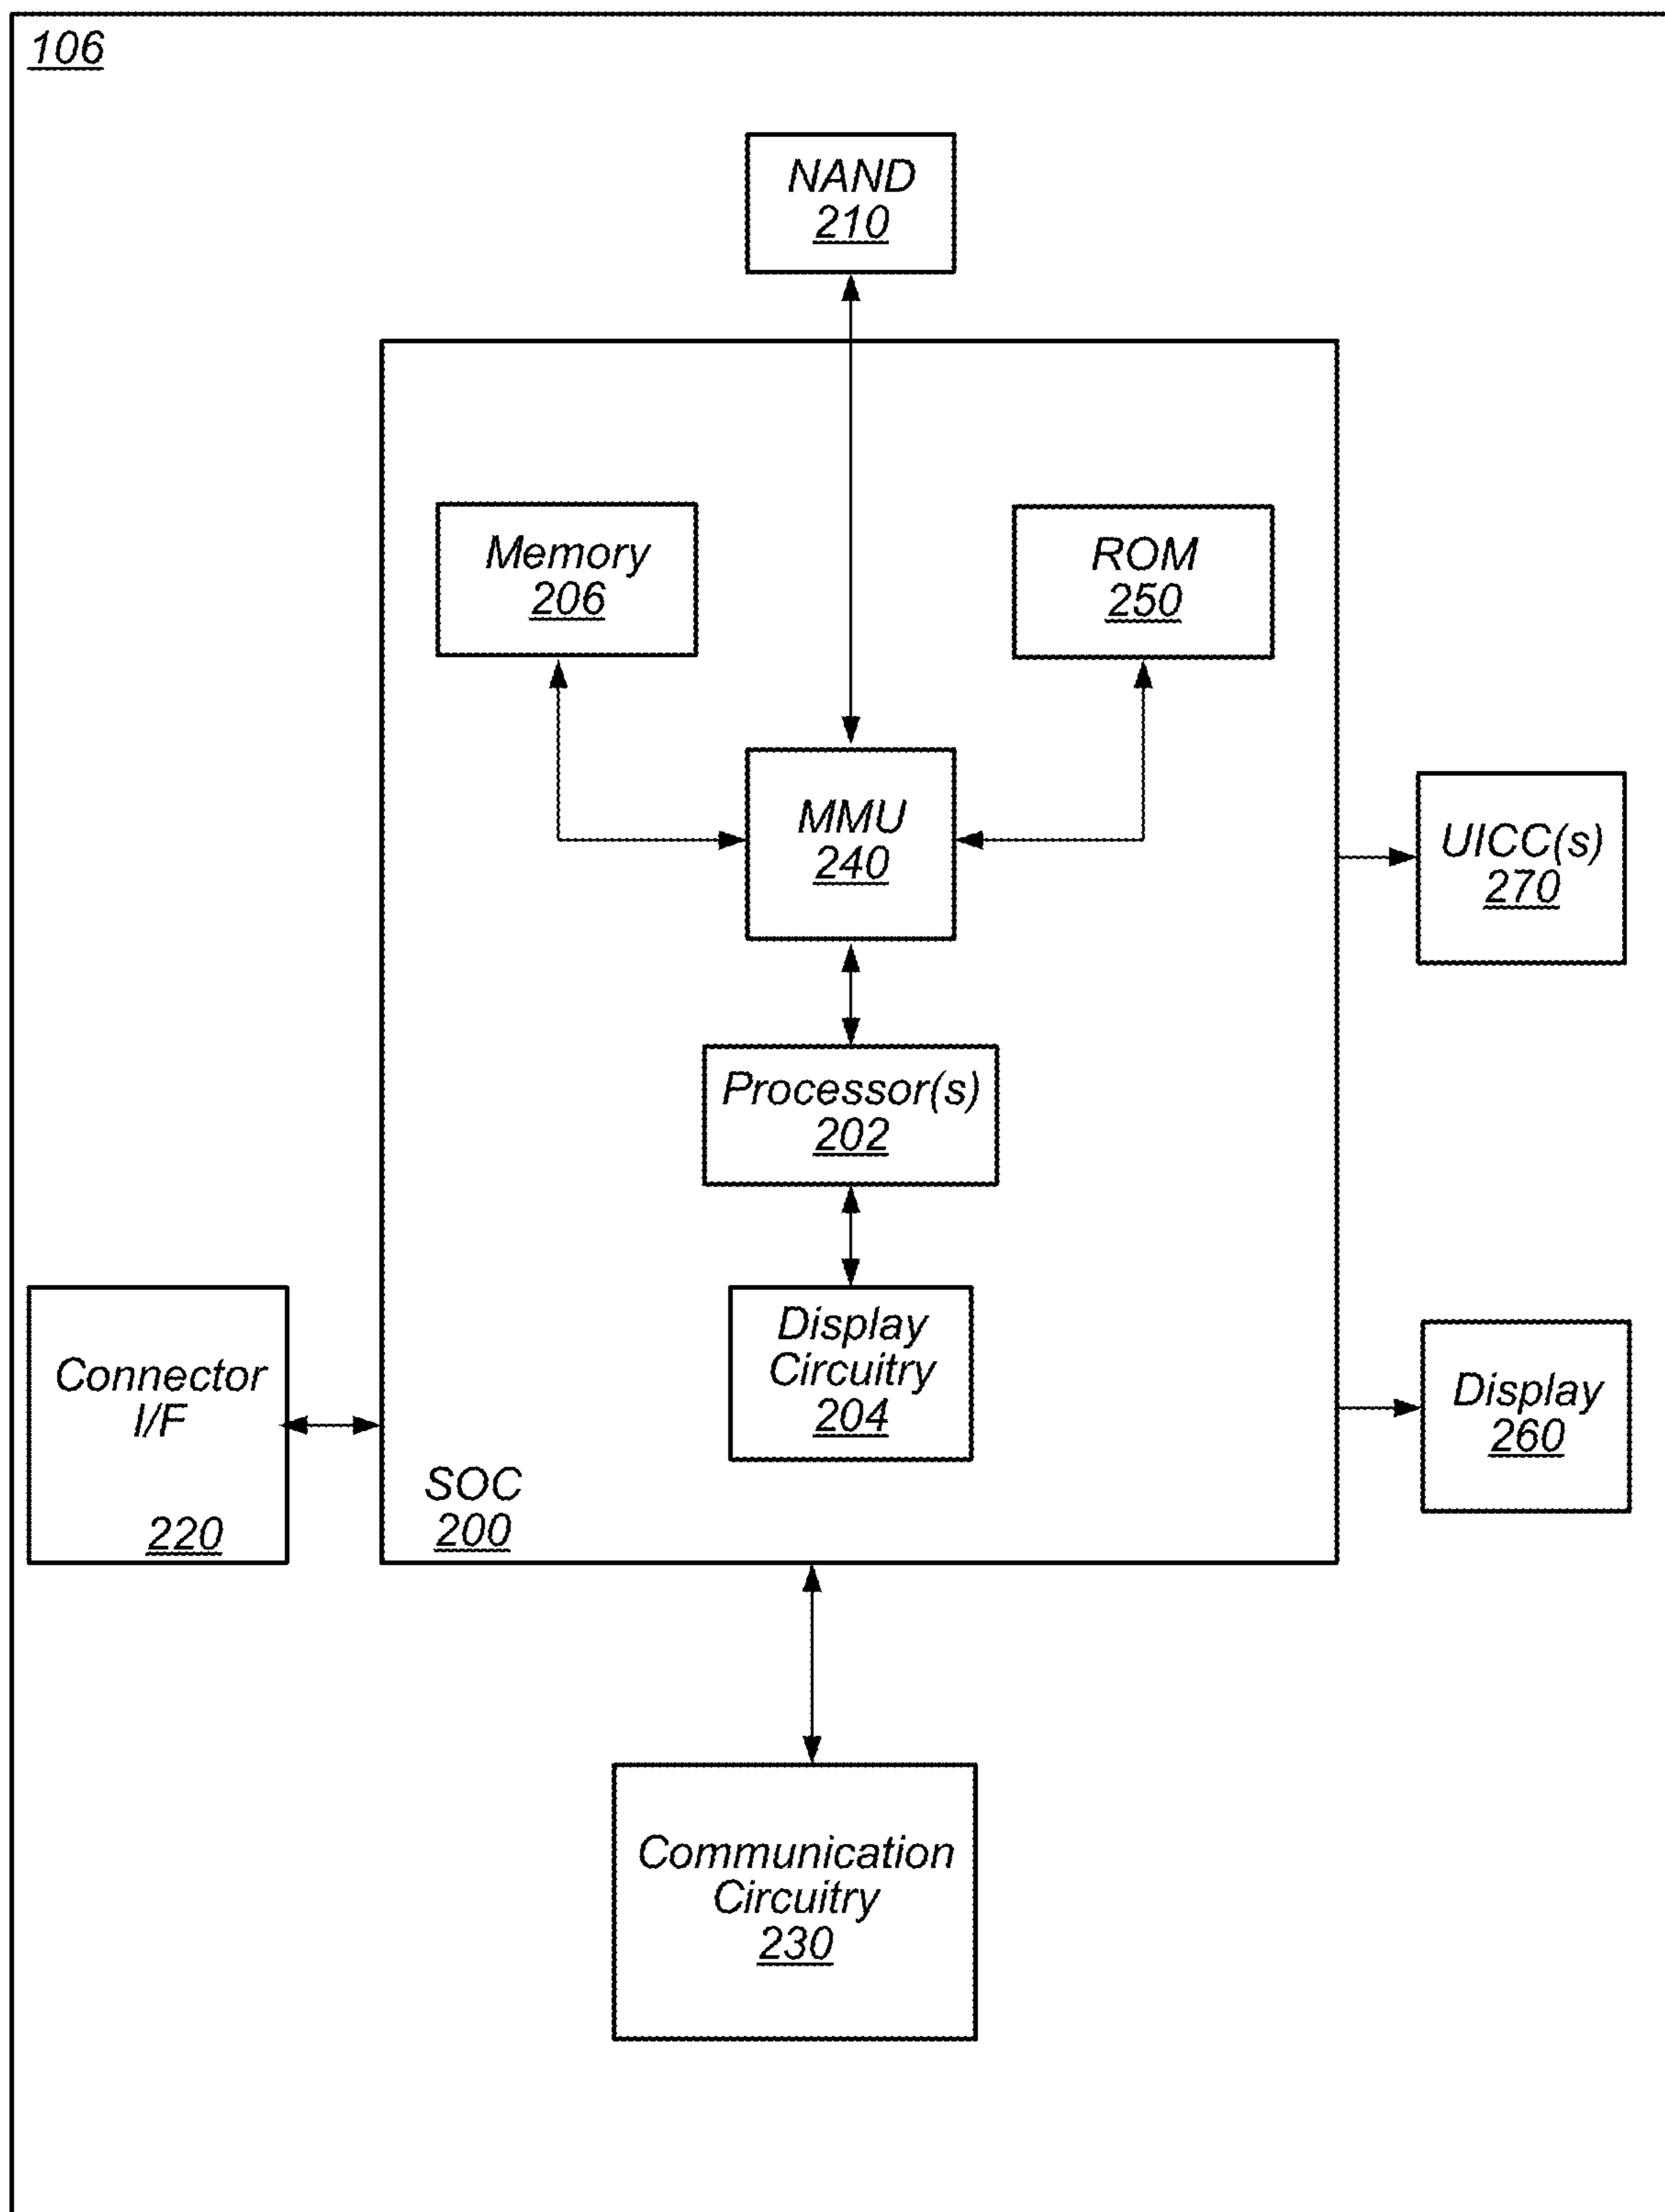 106
NAND
210
Memory
206
ROM
250
MMU
240
UICC(s)
270
Processor(s)
202
Display
Circuitry
204
Connector
I/F
220
Display
260
SOC
200
Communication
Circuitry
230